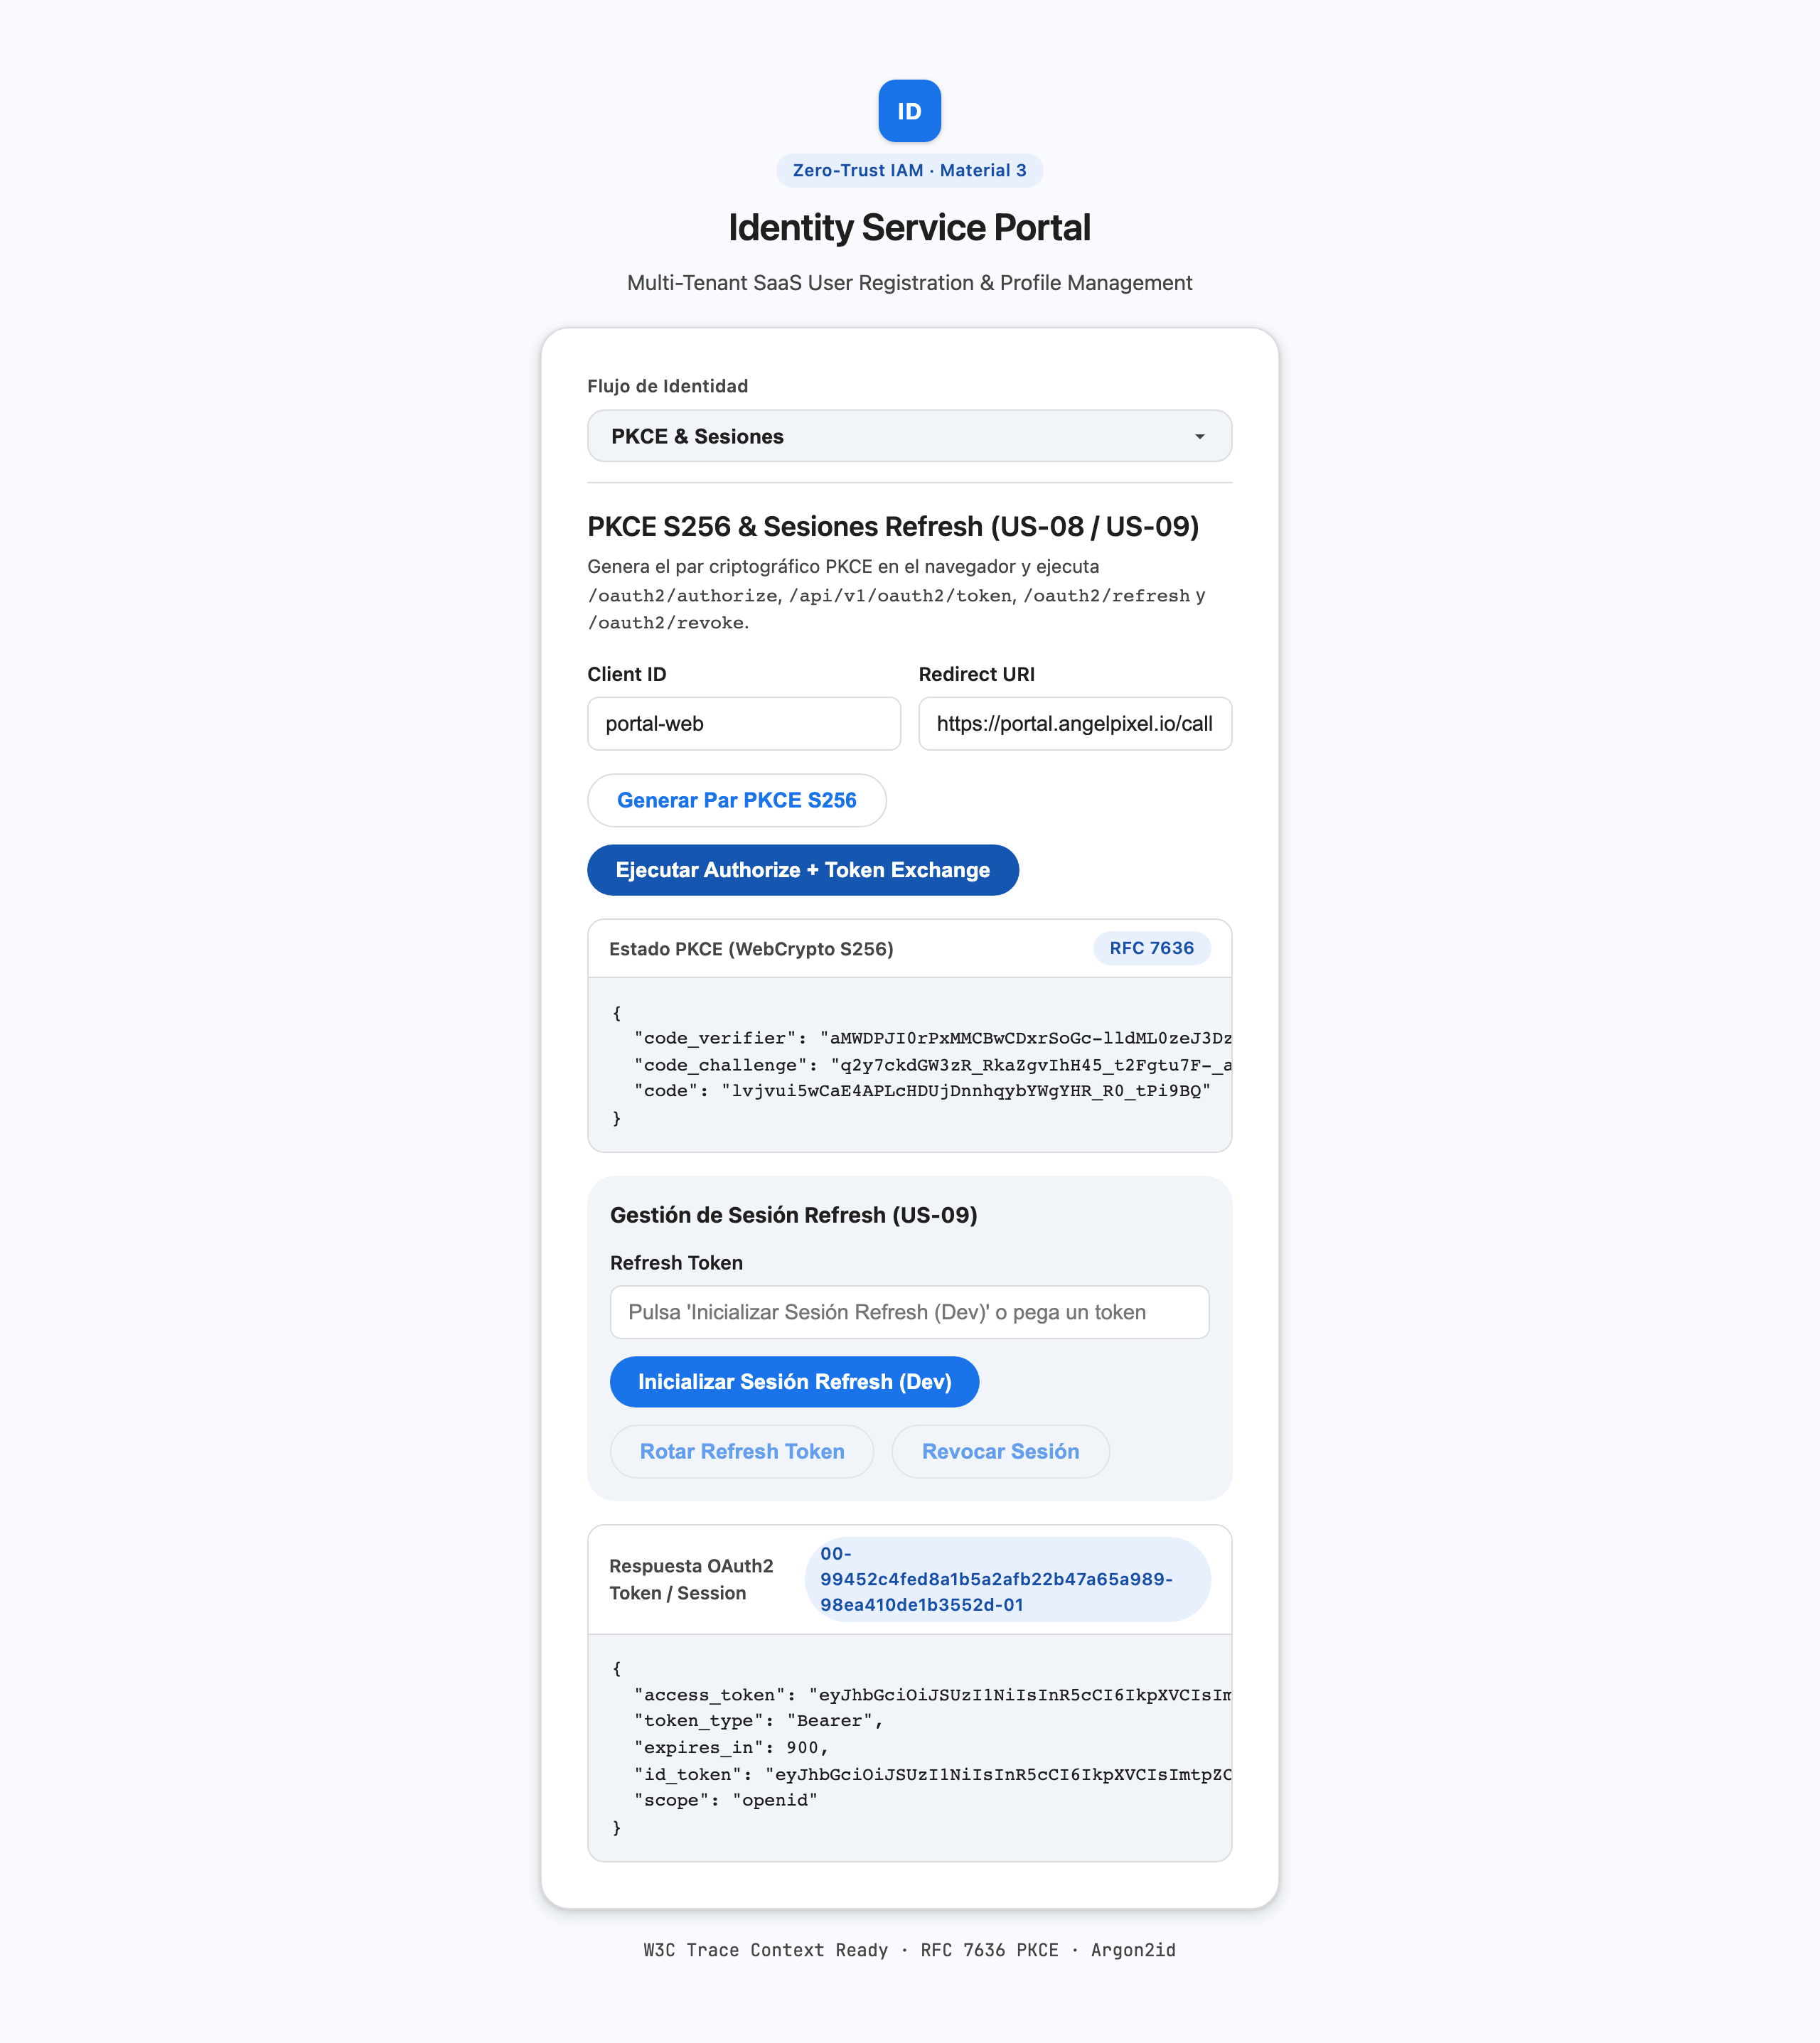 ID
Zero-Trust IAM · Material 3
Identity Service Portal
Multi-Tenant SaaS User Registration & Profile Management
Flujo de Identidad
PKCE & Sesiones
PKCE S256 & Sesiones Refresh (US-08 / US-09)
Genera el par criptográfico PKCE en el navegador y ejecuta
/oauth2/authorize, /api/v1/oauth2/token, /oauth2/refresh y
/oauth2/revoke.
Client ID
Redirect URI
portal-web
https://portal.angelpixel.io/call
Generar Par PKCE S256
Ejecutar Authorize + Token Exchange
Estado PKCE (WebCrypto S256)
RFC 7636
{
"code_verifier": "aMWDPJI0rPxMMCBwCDxrSoGc-lldML0zeJ3Dz
"code_challenge": "q2y7ckdGW3zR_RkaZgvIhH45_t2Fgtu7F-_a
"code": "lvjvui5wCaE4APLcHDUjDnnhqybYWgYHR_R0_tPi9BQ"
}
Gestión de Sesión Refresh (US-09)
Refresh Token
Pulsa 'Inicializar Sesión Refresh (Dev)' o pega un token
Inicializar Sesión Refresh (Dev)
Rotar Refresh Token
Revocar Sesión
Respuesta OAuth2
Token / Session
00-
99452c4fed8a1b5a2afb22b47a65a989-
98ea410de1b3552d-01
{
"access_token": "eyJhbGciOiJSUzI1NiIsInR5cCI6IkpXVCIsIm
"token_type": "Bearer",
"expires_in": 900,
"id_token": "eyJhbGciOiJSUzI1NiIsInR5cCI6IkpXVCIsImtpZC
"scope": "openid"
}
W3C Trace Context Ready · RFC 7636 PKCE · Argon2id